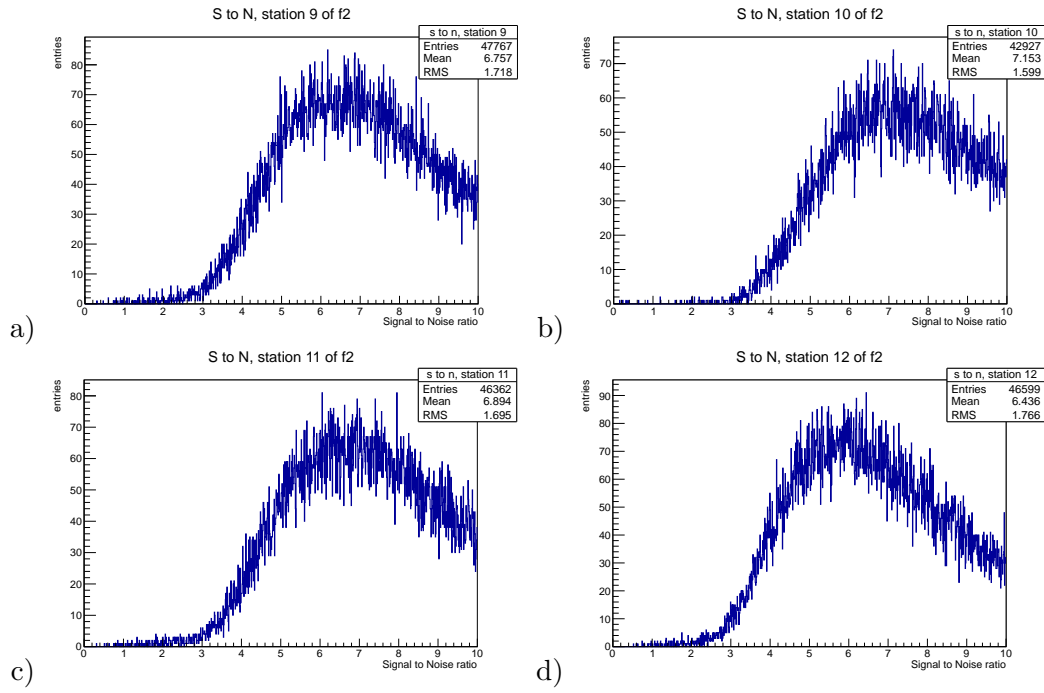 S to N, station 9 of f2
s to n, station 9
Entries 47767
Mean 6.757
RMS 1.718
entries
80
70
60
50
40
30
20
10
0
0 1 2 3 4 5 6 7 8 9 10
Signal to Noise ratio
a)
S to N, station 10 of f2
s to n, station 10
Entries 42927
Mean 7.153
RMS 1.599
entries
70
60
50
40
30
20
10
0
0 1 2 3 4 5 6 7 8 9 10
Signal to Noise ratio
b)
S to N, station 11 of f2
s to n, station 11
Entries 46362
Mean 6.894
RMS 1.695
entries
80
70
60
50
40
30
20
10
0
0 1 2 3 4 5 6 7 8 9 10
Signal to Noise ratio
c)
S to N, station 12 of f2
s to n, station 12
Entries 46599
Mean 6.436
RMS 1.766
entries
90
80
70
60
50
40
30
20
10
0
0 1 2 3 4 5 6 7 8 9 10
Signal to Noise ratio
d)